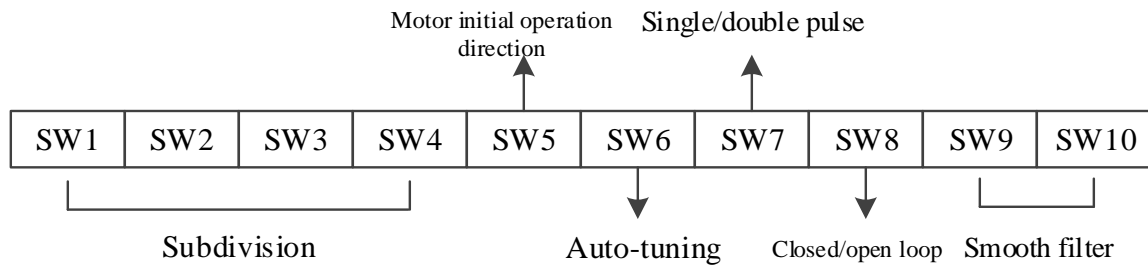 Motor initial operation
direction
Single/double pulse
SW1 SW2 SW3 SW4 SW5 SW6 SW7 SW8 SW9 SW10
Subdivision
Auto-tuning
Closed/open loop
Smooth filter